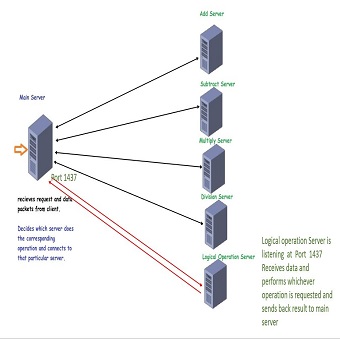 Add Server
Subtract Server
Main Server
Multiply Server
Port 1437
recieves request and data
packets from client.
Division Server
Decides which server does
the corresponding
operation and connects to
that particular server.
Logical Operation Server
Logical operation Server is
listening at Port 1437
Receives data and
performs whichever
operation is requested and
sends back result to main
server